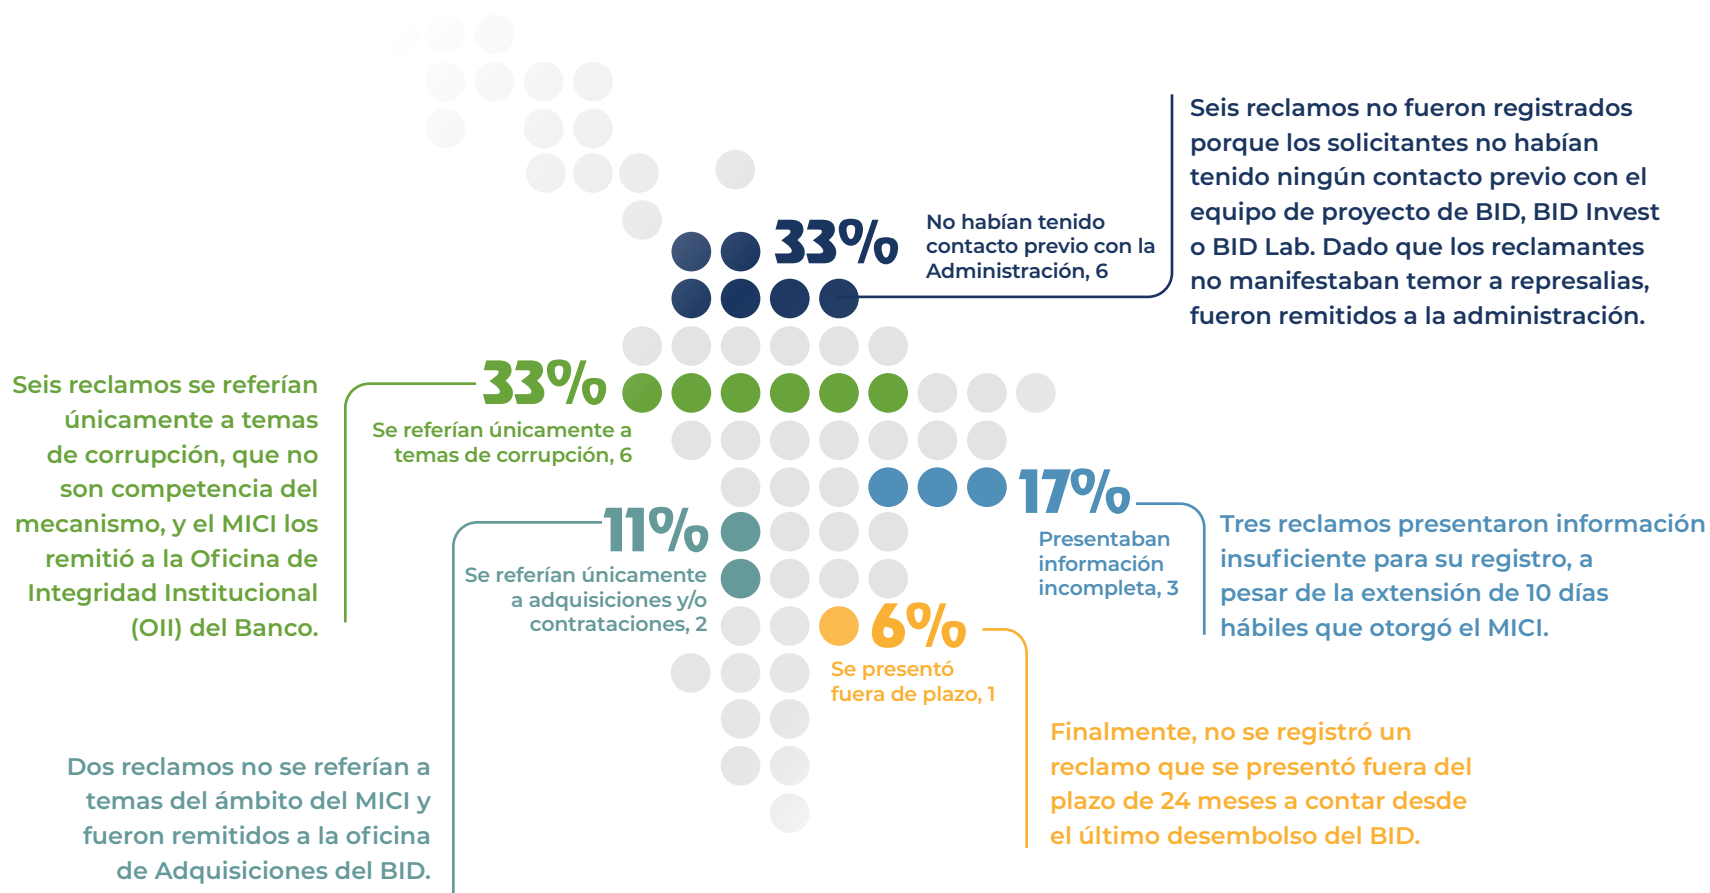 33%
No habían tenido
contacto previo con la
Administración, 6
Seis reclamos no fueron registrados
porque los solicitantes no habían
tenido ningún contacto previo con el
equipo de proyecto de BID, BID Invest
o BID Lab. Dado que los reclamantes
no manifestaban temor a represalias,
fueron remitidos a la administración.
Seis reclamos se referían
únicamente a temas
de corrupción, que no
son competencia del
mecanismo, y el MICI los
remitió a la Oficina de
Integridad Institucional
(OII) del Banco.
33%
Se referían únicamente a
temas de corrupción, 6
17%
Presentaban
información
incompleta, 3
Tres reclamos presentaron información
insuficiente para su registro, a
pesar de la extensión de 10 días
hábiles que otorgó el MICI.
11%
Se referían únicamente
a adquisiciones y/o
contrataciones, 2
Dos reclamos no se referían a
temas del ámbito del MICI y
fueron remitidos a la oficina
de Adquisiciones del BID.
6%
Se presentó
fuera de plazo, 1
Finalmente, no se registró un
reclamo que se presentó fuera del
plazo de 24 meses a contar desde
el último desembolso del BID.